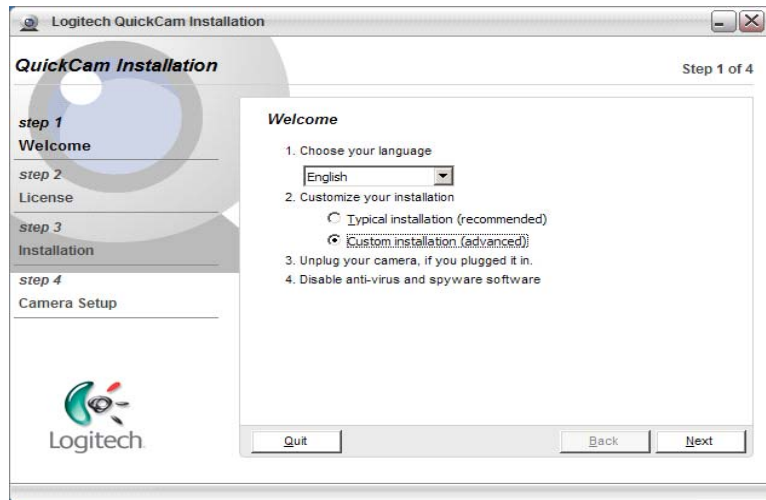 Logitech QuickCam Installation
QuickCam Installation
Step 1 of 4
step 1
Welcome
step 2
License
step 3
Installation
step 4
Camera Setup
Logitech
Welcome
1. Choose your language
English
2. Customize your installation
Typical installation (recommended)
Custom installation (advanced)
3. Unplug your camera, if you plugged it in.
4. Disable anti-virus and spyware software
Quit Back Next